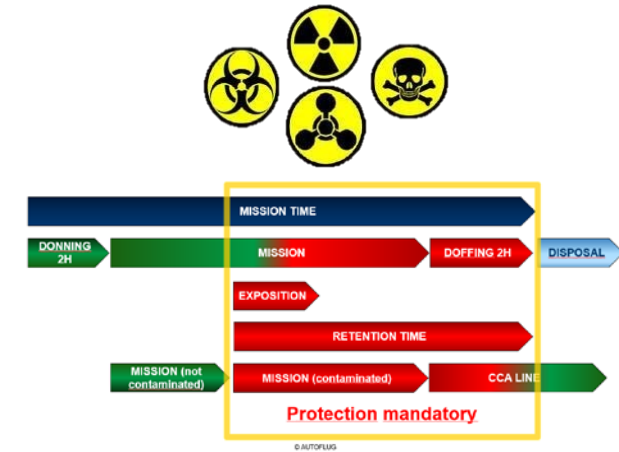 MISSION TIME
DONNING
2H
MISSION
DOFFING 2H
DISPOSAL
EXPOSITION
RETENTION TIME
MISSION (not
contaminated)
MISSION (contaminated)
CCA LINE
Protection mandatory
© AUTOFLUG